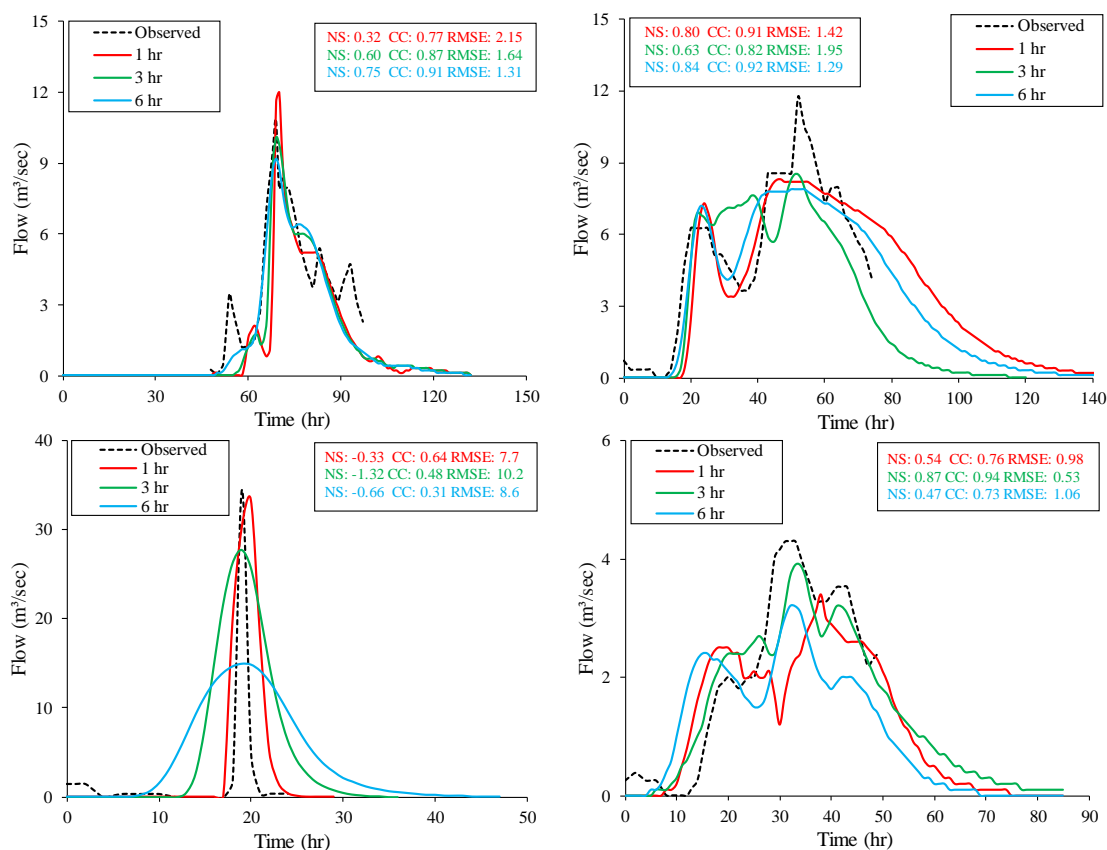 15
12
9
6
3
0
Flow (m³/sec)
Observed
1 hr
3 hr
6 hr
NS: 0.32 CC: 0.77 RMSE: 2.15
NS: 0.60 CC: 0.87 RMSE: 1.64
NS: 0.75 CC: 0.91 RMSE: 1.31
0 30 60 90 120 150
Time (hr)
15
12
9
6
3
0
Flow (m³/sec)
NS: 0.80 CC: 0.91 RMSE: 1.42
NS: 0.63 CC: 0.82 RMSE: 1.95
NS: 0.84 CC: 0.92 RMSE: 1.29
Observed
1 hr
3 hr
6 hr
0 20 40 60 80 100 120 140
Time (hr)
40
30
20
10
0
Flow (m³/sec)
Observed
1 hr
3 hr
6 hr
NS: -0.33 CC: 0.64 RMSE: 7.7
NS: -1.32 CC: 0.48 RMSE: 10.2
NS: -0.66 CC: 0.31 RMSE: 8.6
0 10 20 30 40 50
Time (hr)
6
4
2
0
Flow (m³/sec)
Observed
1 hr
3 hr
6 hr
NS: 0.54 CC: 0.76 RMSE: 0.98
NS: 0.87 CC: 0.94 RMSE: 0.53
NS: 0.47 CC: 0.73 RMSE: 1.06
0 10 20 30 40 50 60 70 80 90
Time (hr)